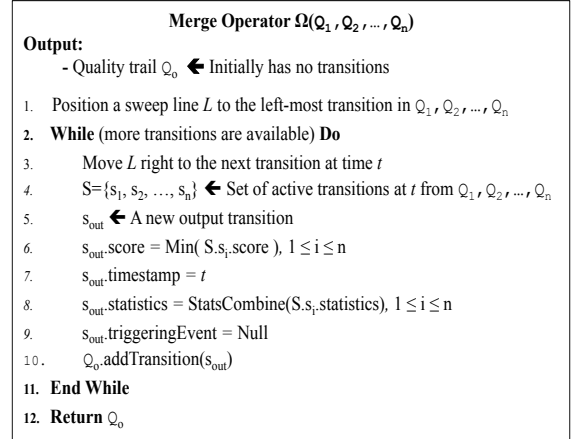 Merge Operator Ω(Q₁,Q₂,…,Qₙ)
Output:
- Quality trail Qₒ ← Initially has no transitions
1. Position a sweep line L to the left-most transition in Q₁,Q₂,…,Qₙ
2. While (more transitions are available) Do
3. Move L right to the next transition at time t
4. S={s₁, s₂, …, sₙ} ← Set of active transitions at t from Q₁,Q₂,…,Qₙ
5. sₒᵤₜ ← A new output transition
6. sₒᵤₜ.score = Min( S.sᵢ.score ), 1 ≤ i ≤ n
7. sₒᵤₜ.timestamp = t
8. sₒᵤₜ.statistics = StatsCombine(S.sᵢ.statistics), 1 ≤ i ≤ n
9. sₒᵤₜ.triggeringEvent = Null
10. Qₒ.addTransition(sₒᵤₜ)
11. End While
12. Return Qₒ